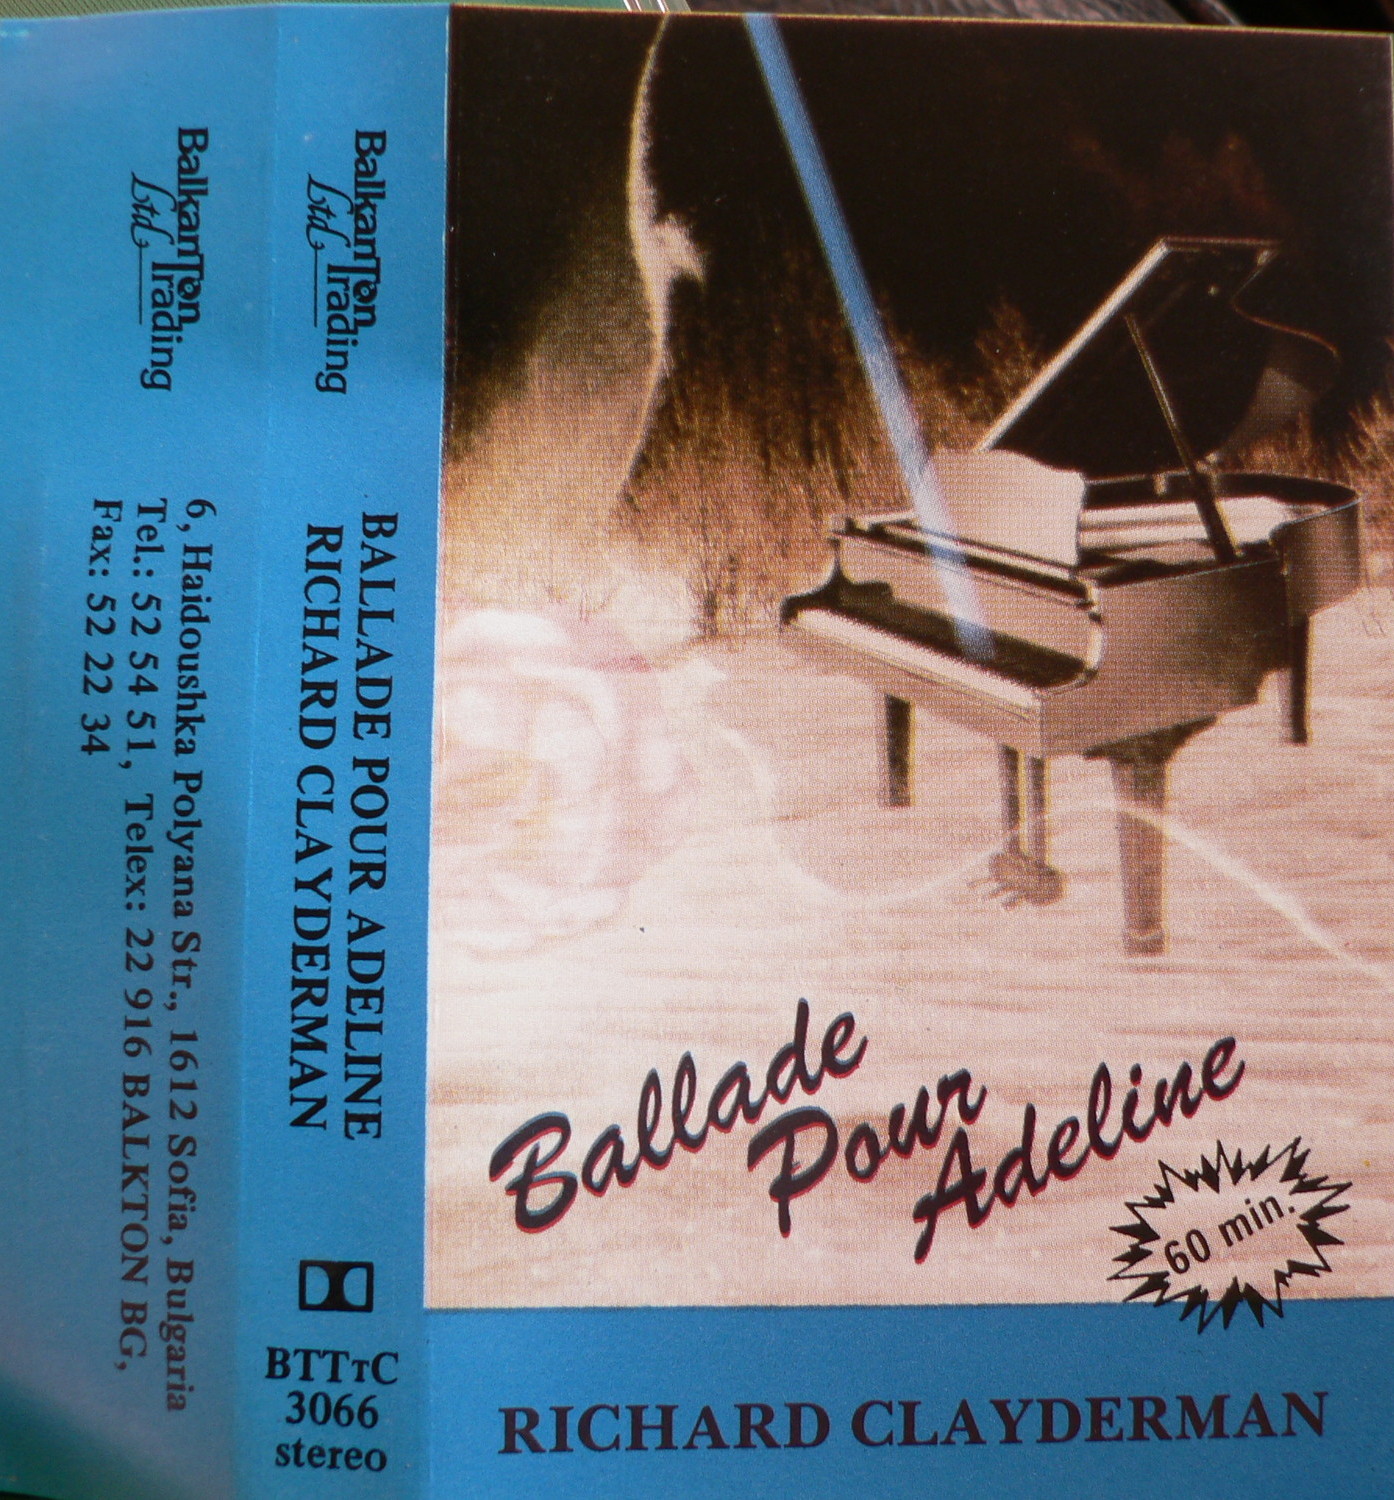 BalkanTon
Ltd. Trading
6, Haidoushka Polyana Str., 1612 Sofia, Bulgaria
Tel.: 52 54 51, Telex.: 22 916 BALKTON BG,
Fax: 52 22 34
BalkanTon
Ltd. Trading
BALLADE POUR ADELINE
RICHARD CLAYDERMAN
BTTTC
3066
stereo
Ballade
Pour
Adeline
60 min.
RICHARD CLAYDERMAN